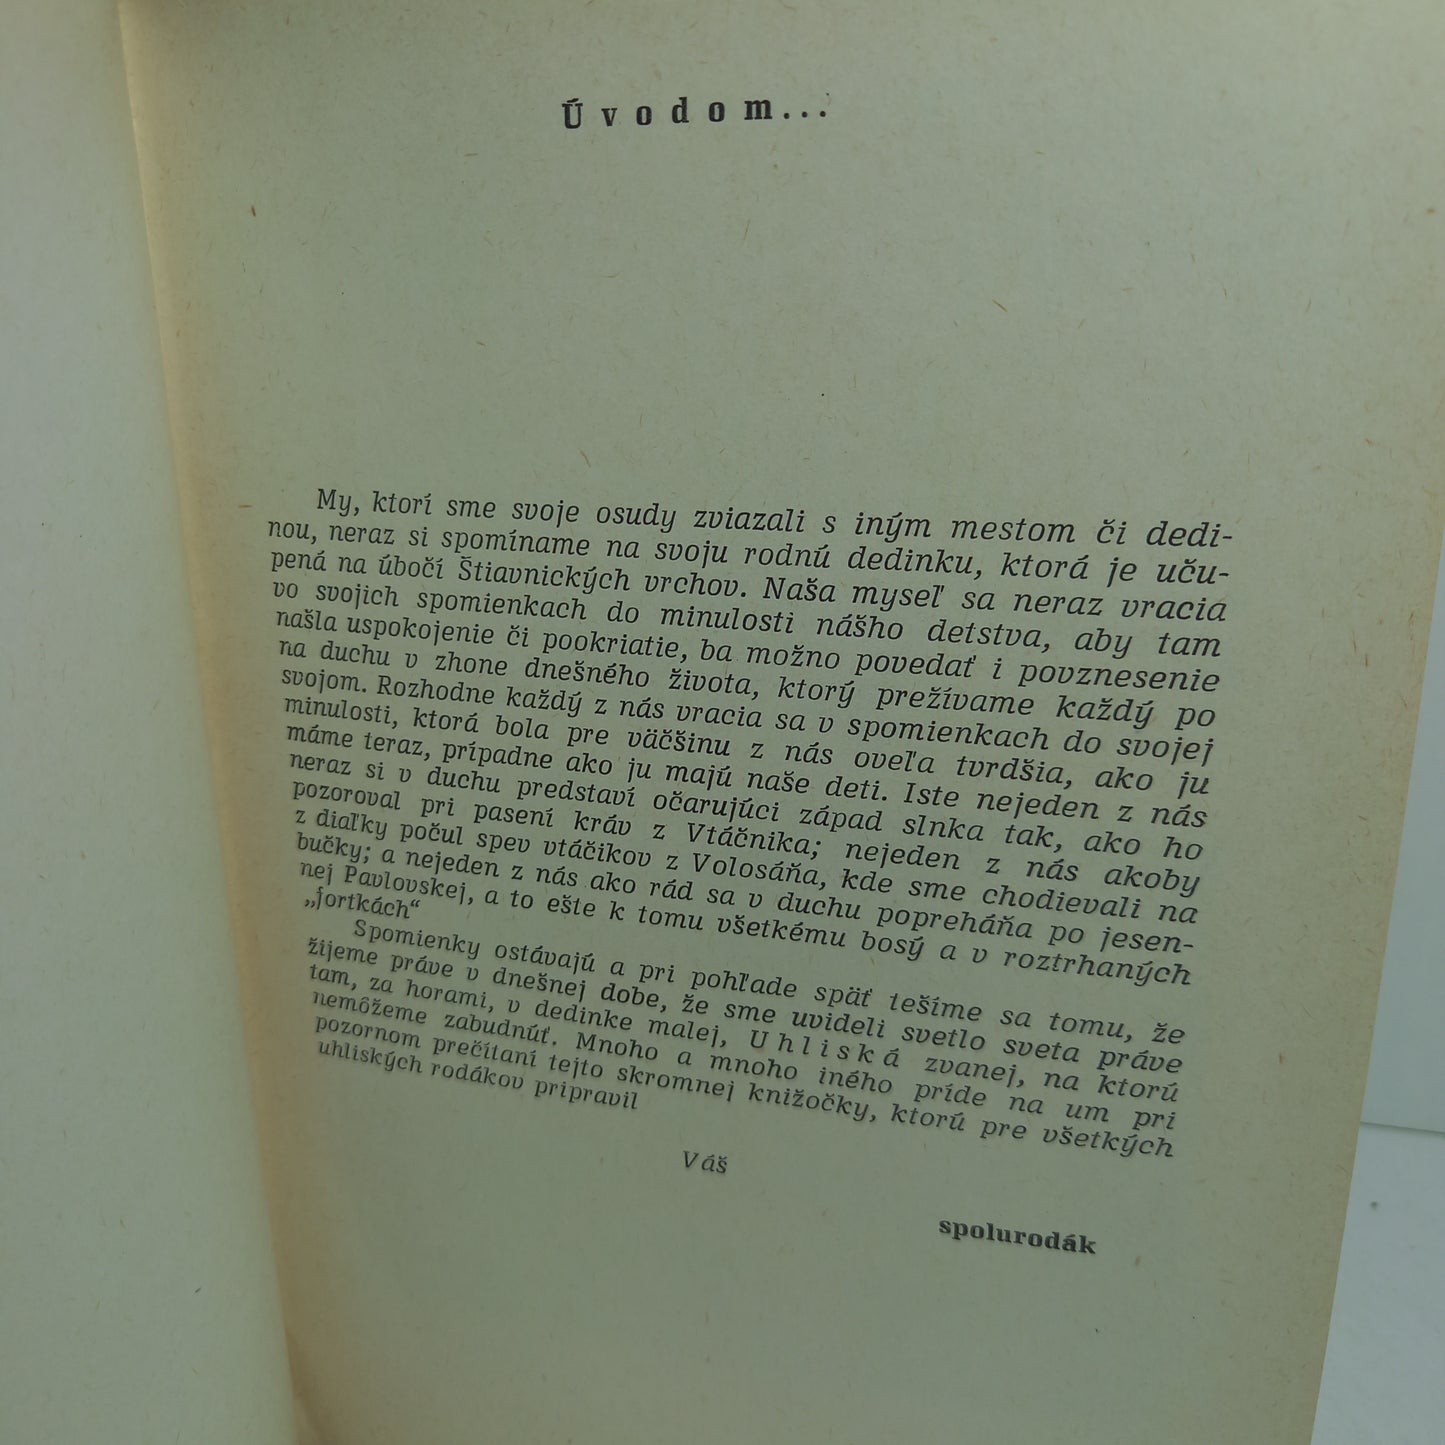 Úvodom...
My, ktorí sme svoje osudy zviazali s iným mestom či dedi-
nou, neraz si spomíname na svoju rodnú dedinku, ktorá je uču-
pená na úbočí Štiavnických vrchov. Naša myseľ sa neraz vracia
vo svojich spomienkach do minulosti nášho detstva, aby tam
našla uspokojenie či pookriatie, ba možno povedať i povznesenie
na duchu v zhone dnešného života, ktorý prežívame každý po
svojom. Rozhodne každý z nás vracia sa v spomienkach do svojej
minulosti, ktorá bola pre väčšinu z nás oveľa tvrdšia, ako ju
máme teraz, prípadne ako ju majú naše deti. Iste nejeden z nás
neraz si v duchu predstaví očarujúci západ slnka tak, ako ho
pozoroval pri pasení kráv z Vtáčnika; nejeden z nás akoby
z diaľky počul spev vtáčikov z Volosáňa, kde sme chodievali na
bučky; a nejeden z nás ako rád sa v duchu popreháňa po jesen-
nej Pavlovskej, a to ešte k tomu všetkému bosý a v roztrhaných
„fortkách“
Spomienky ostávajú a pri pohľade späť tešíme sa tomu, že
žijeme práve v dnešnej dobe, že sme uvideli svetlo sveta práve
tam, za horami, v dedinke malej, Uhliská zvanej, na ktorú
nemôžeme zabudnúť. Mnoho a mnoho iného príde na um pri
pozornom prečítaní tejto skromnej knižočky, ktorú pre všetkých
uhliských rodákov pripravil
Váš
spolurodák